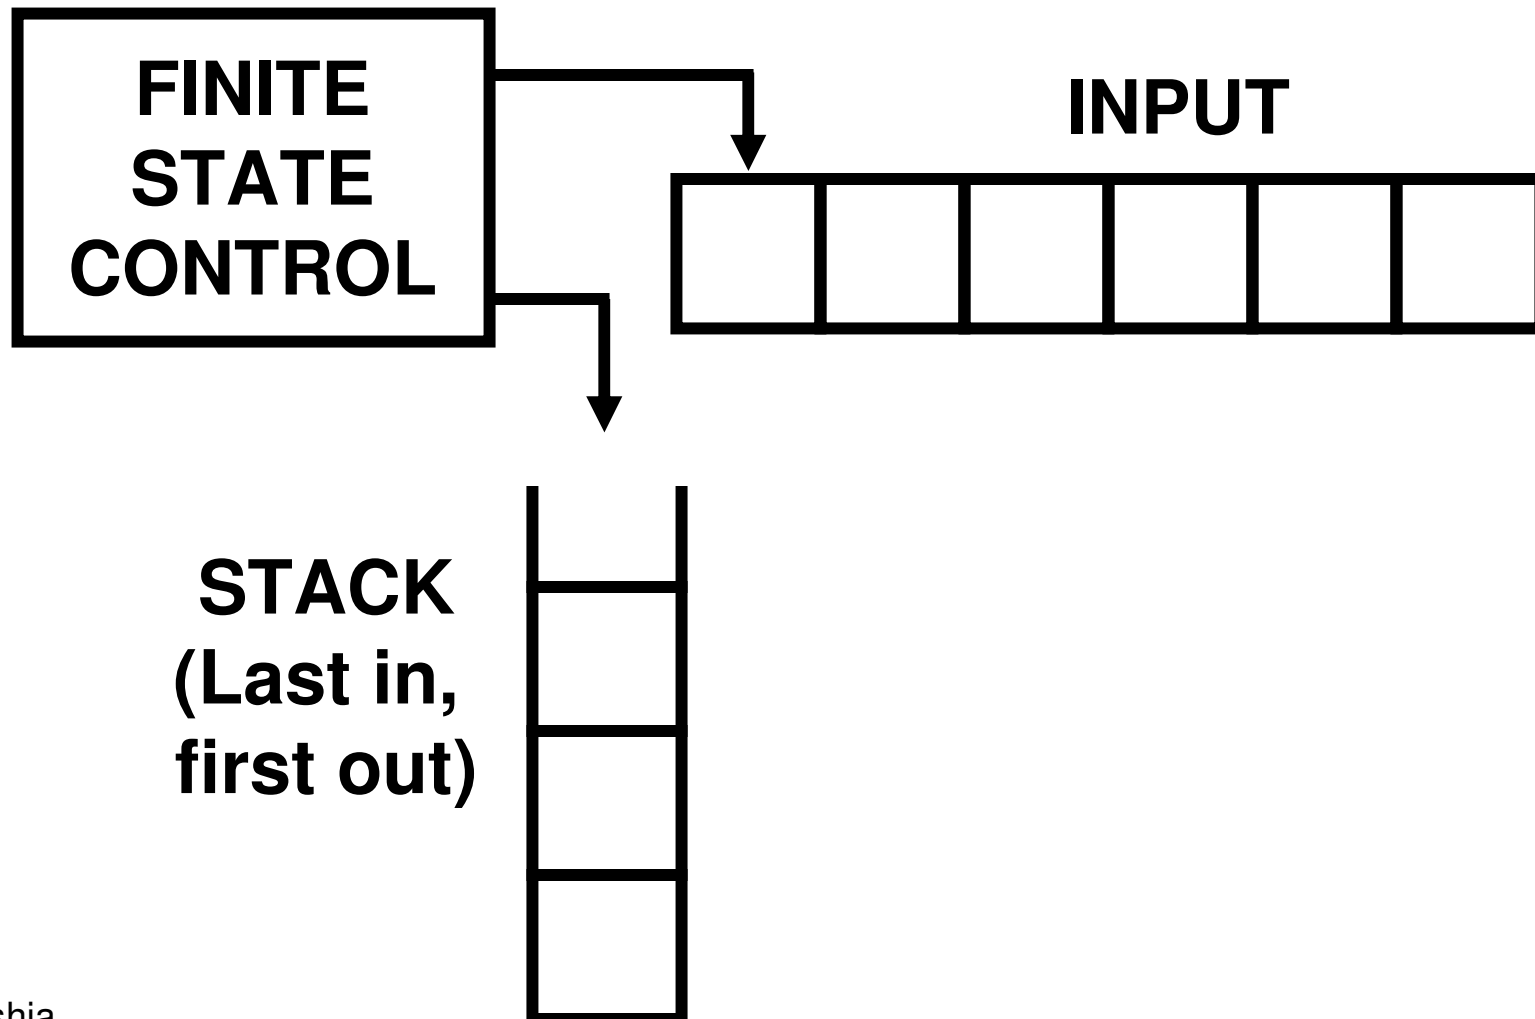 FINITE
STATE
CONTROL
INPUT
STACK
(Last in,
first out)